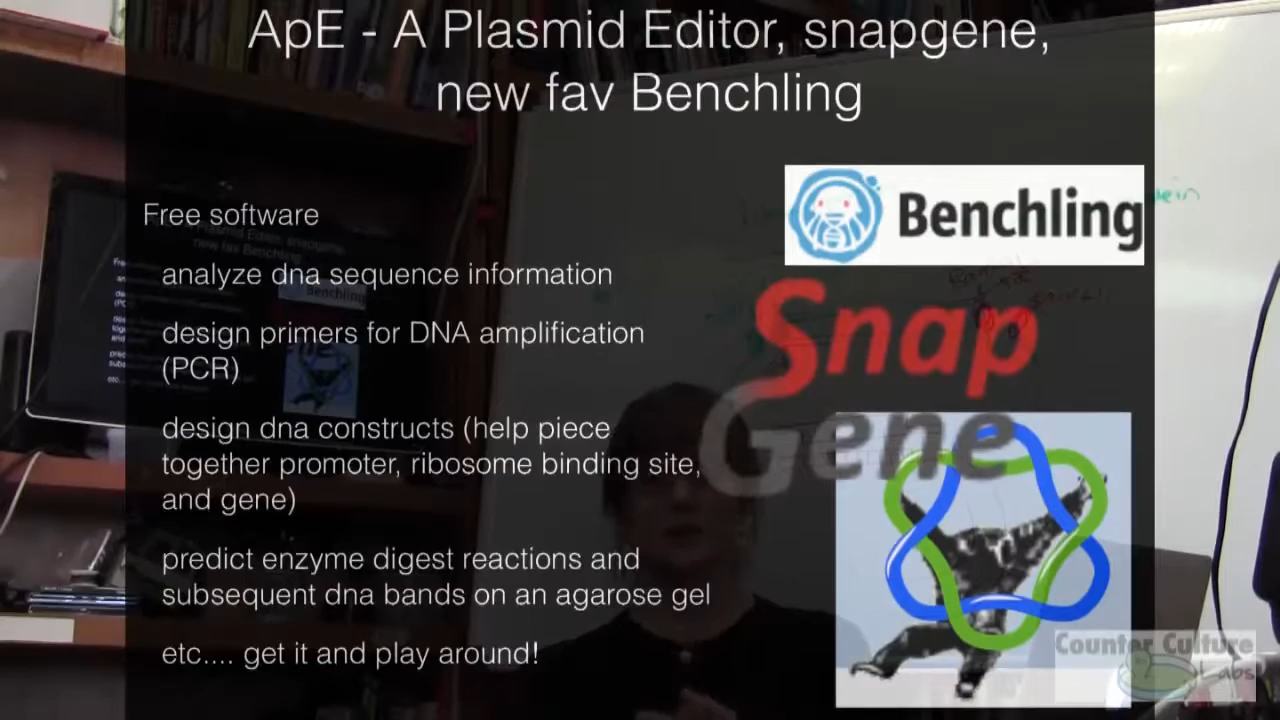 ApE - A Plasmid Editor, snapgene,
new fav Benchling
Free software
analyze dna sequence information
design primers for DNA amplification
(PCR)
design dna constructs (help piece
together promoter, ribosome binding site,
and gene)
predict enzyme digest reactions and
subsequent dna bands on an agarose gel
etc.... get it and play around!
Benchling
Snap
Gene
Counter Culture
Labs